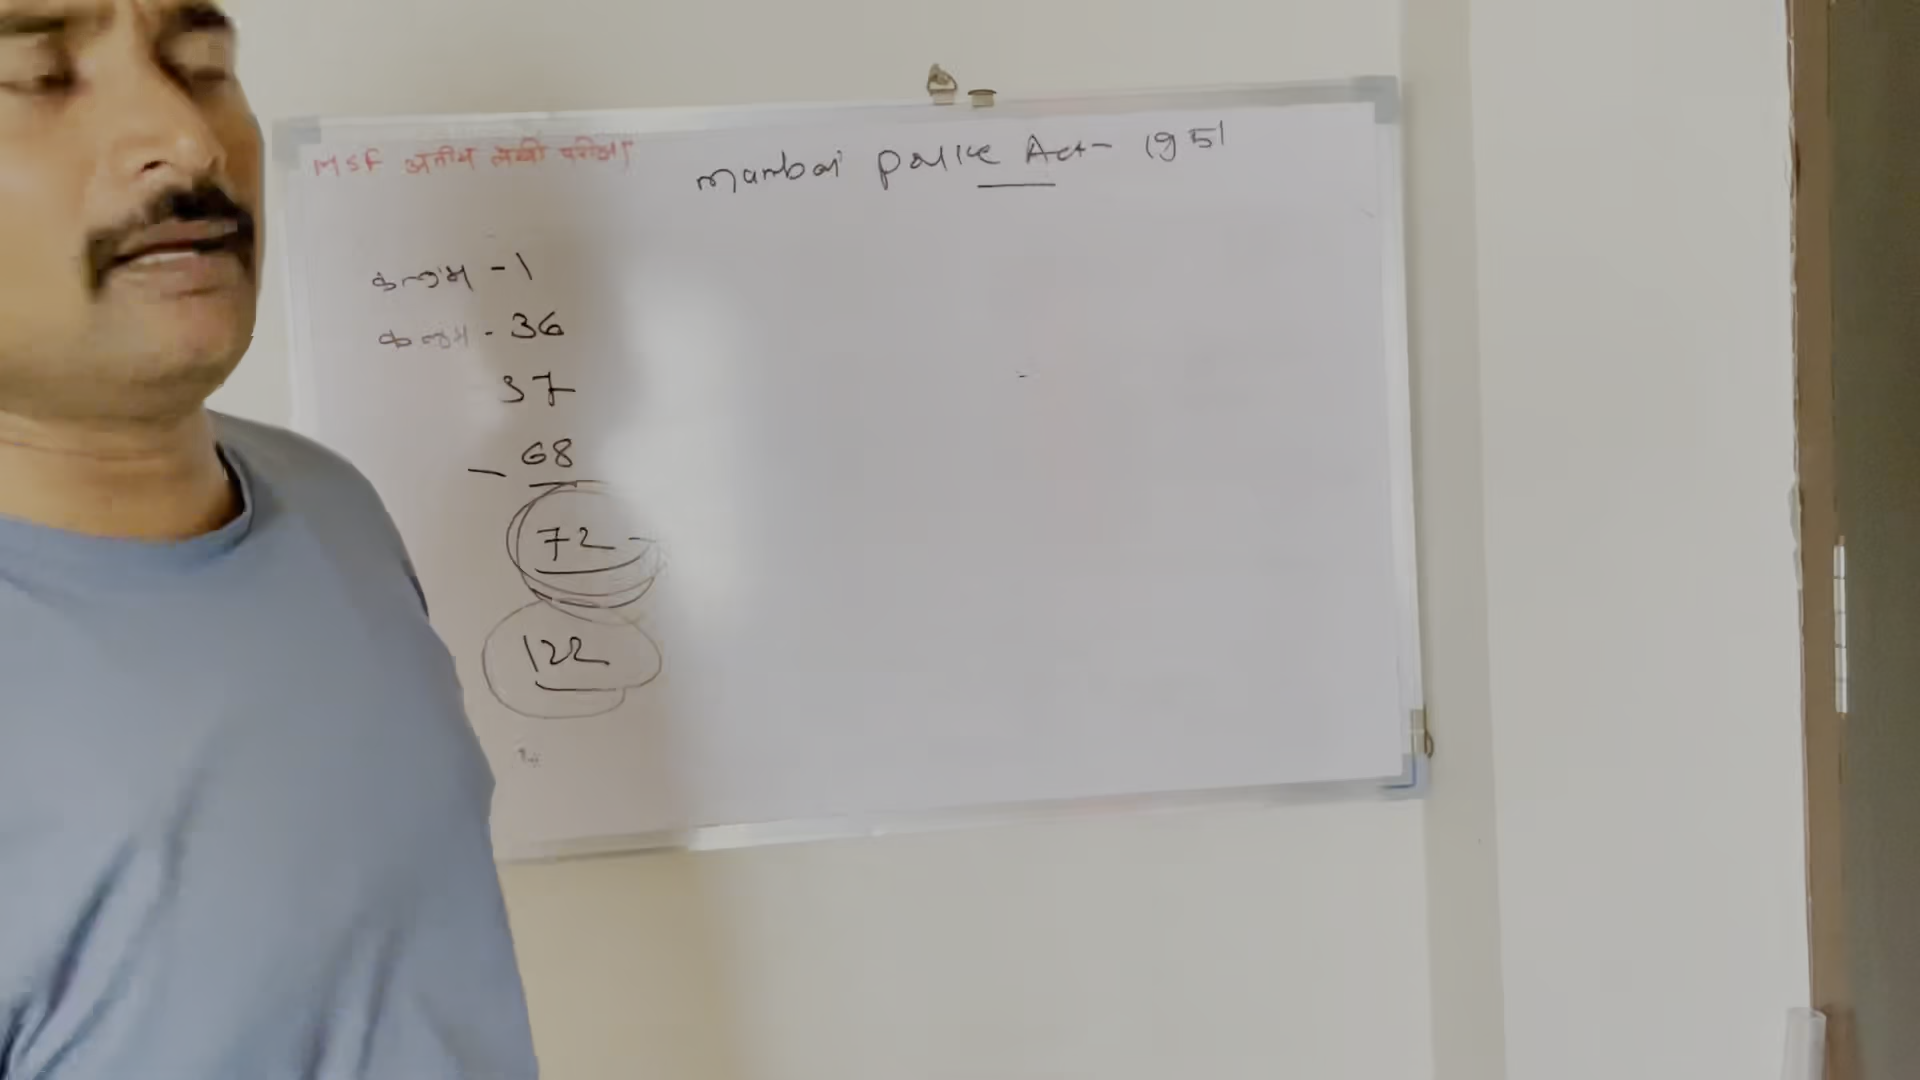 MSF अंतीम लेखी परीक्षा
Mumbai Police Act - 1951
कलम - 1
कलम - 36
37
- 68
72 -
122